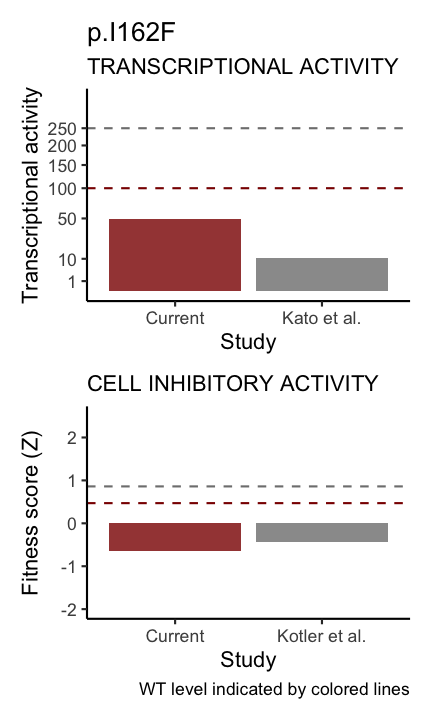 p.I162F
TRANSCRIPTIONAL ACTIVITY
Transcriptional activity
250
200
150
100
50
10
1
Current
Kato et al.
Study
CELL INHIBITORY ACTIVITY
Fitness score (Z)
2
1
0
-1
-2
Current
Kotler et al.
Study
WT level indicated by colored lines